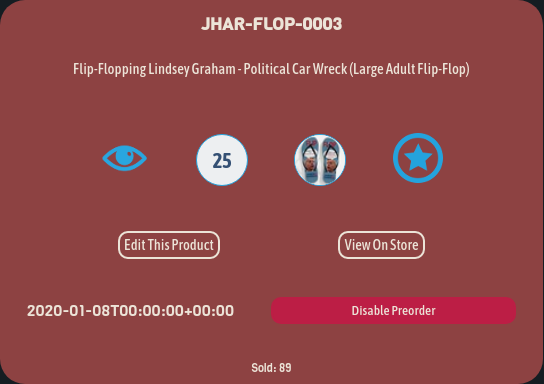 JHAR-FLOP-0003
Flip-Flopping Lindsey Graham - Political Car Wreck (Large Adult Flip-Flop)
25
Edit This Product
View On Store
2020-01-08T00:00:00+00:00
Disable Preorder
Sold: 89